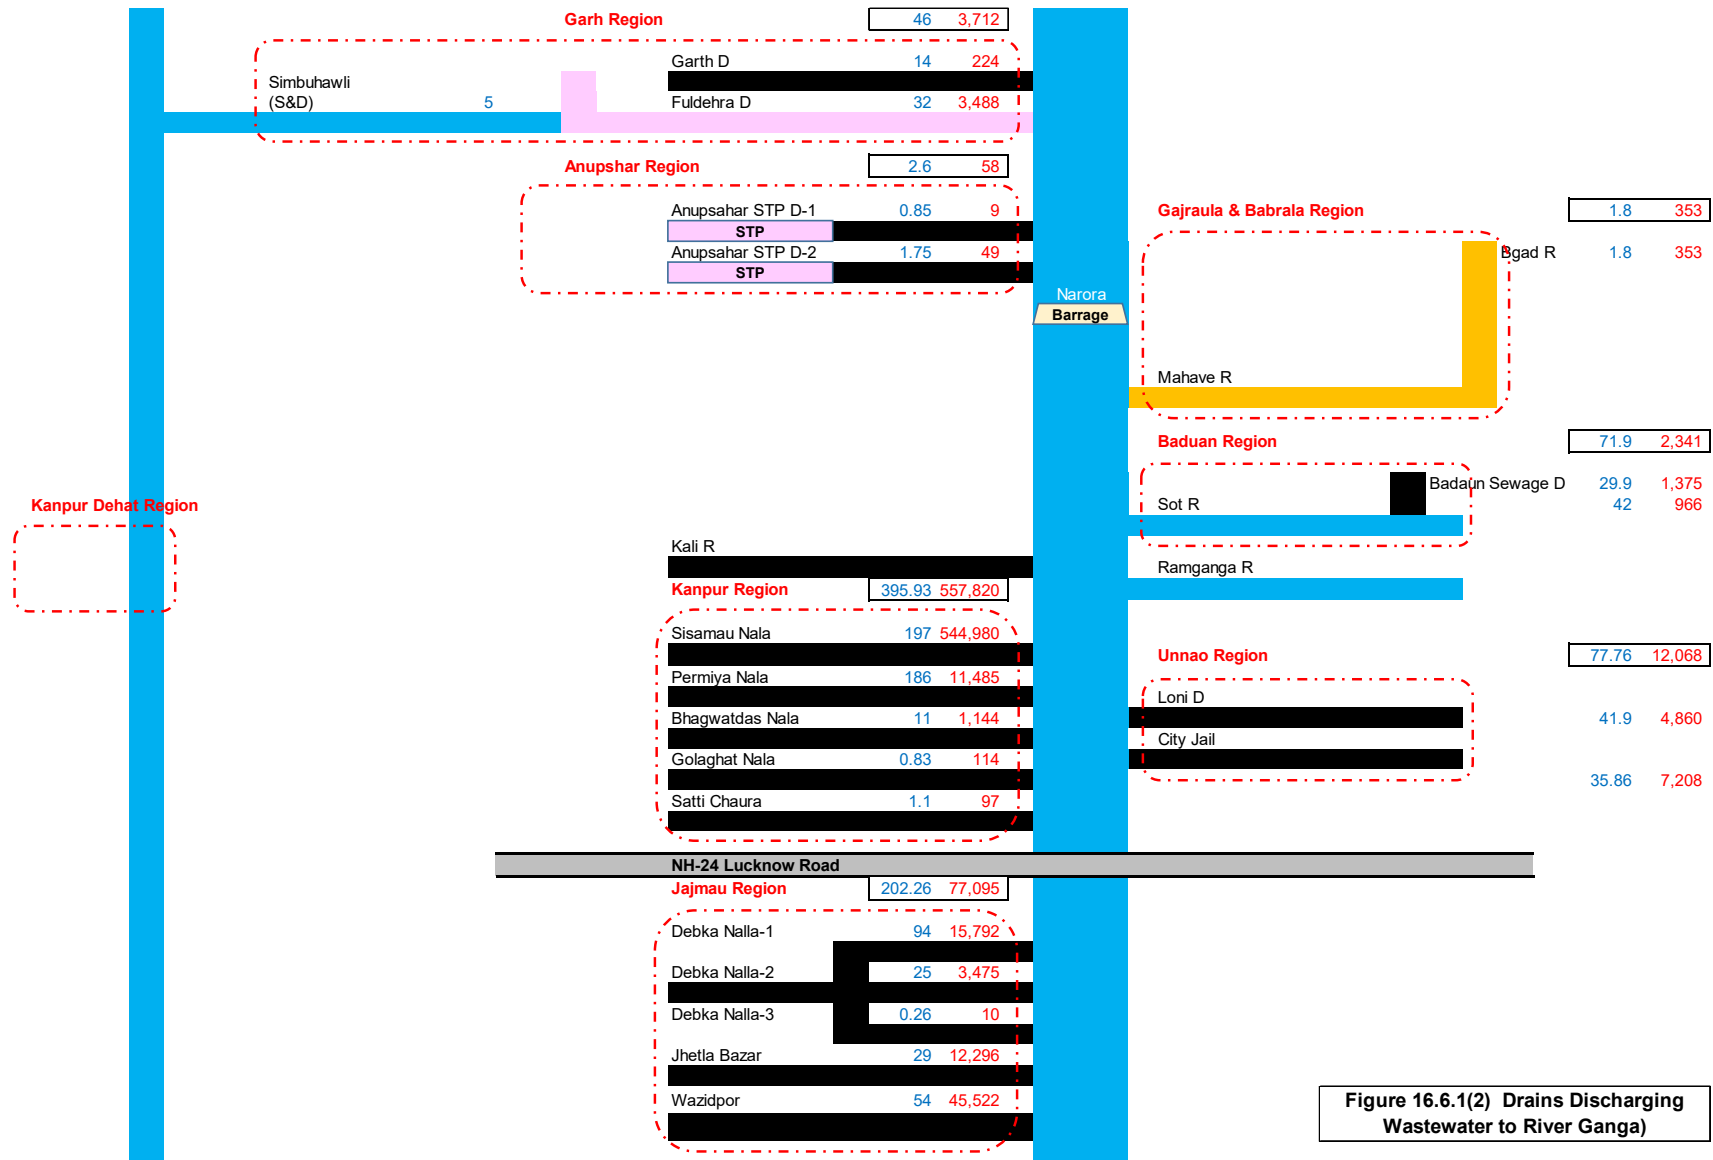 Garh Region 46 3,712
Garth D 14 224
Simbuhawli
(S&D) 5
Fuldehra D 32 3,488
Anupshar Region 2.6 58
Anupsahar STP D-1 0.85 9
STP
Anupsahar STP D-2 1.75 49
STP
Gajraula & Babrala Region 1.8 353
Bgad R 1.8 353
Narora
Barrage
Mahave R
Baduan Region 71.9 2,341
Badaun Sewage D 29.9 1,375
Sot R 42 966
Kanpur Dehat Region
Kali R
Ramganga R
Kanpur Region 395.93 557,820
Sisamau Nala 197 544,980
Permiya Nala 186 11,485
Bhagwatdas Nala 11 1,144
Golaghat Nala 0.83 114
Satti Chaura 1.1 97
Unnao Region 77.76 12,068
Loni D
41.9 4,860
City Jail
35.86 7,208
NH-24 Lucknow Road
Jajmau Region 202.26 77,095
Debka Nalla-1 94 15,792
Debka Nalla-2 25 3,475
Debka Nalla-3 0.26 10
Jhetla Bazar 29 12,296
Wazidpor 54 45,522
Figure 16.6.1(2) Drains Discharging
Wastewater to River Ganga)